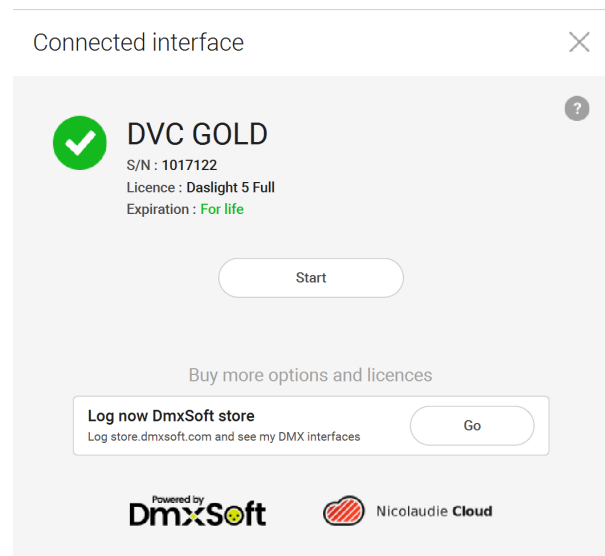 Connected interface
?
DVC GOLD
S/N : 1017122
Licence : Daslight 5 Full
Expiration : For life
Start
Buy more options and licences
Log now DmxSoft store
Log store.dmxsoft.com and see my DMX interfaces
Go
Powered by
DmxSoft
Nicolaudie Cloud